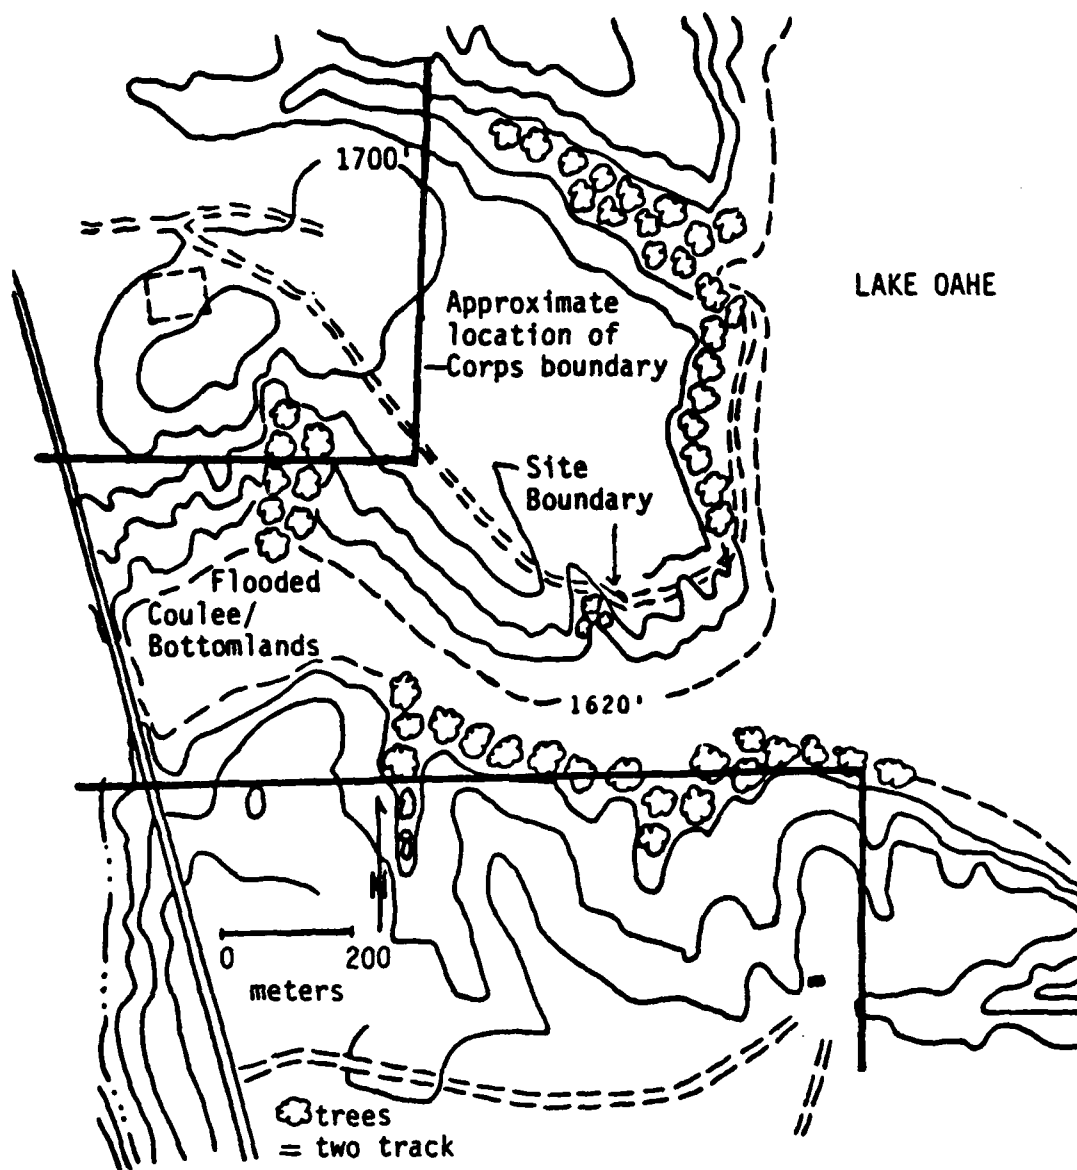 1700'
LAKE OAHE
Approximate
location of
Corps boundary
Site
Boundary
Flooded
Coulee/
Bottomlands
1620'
N
0 200
meters
trees
= two track